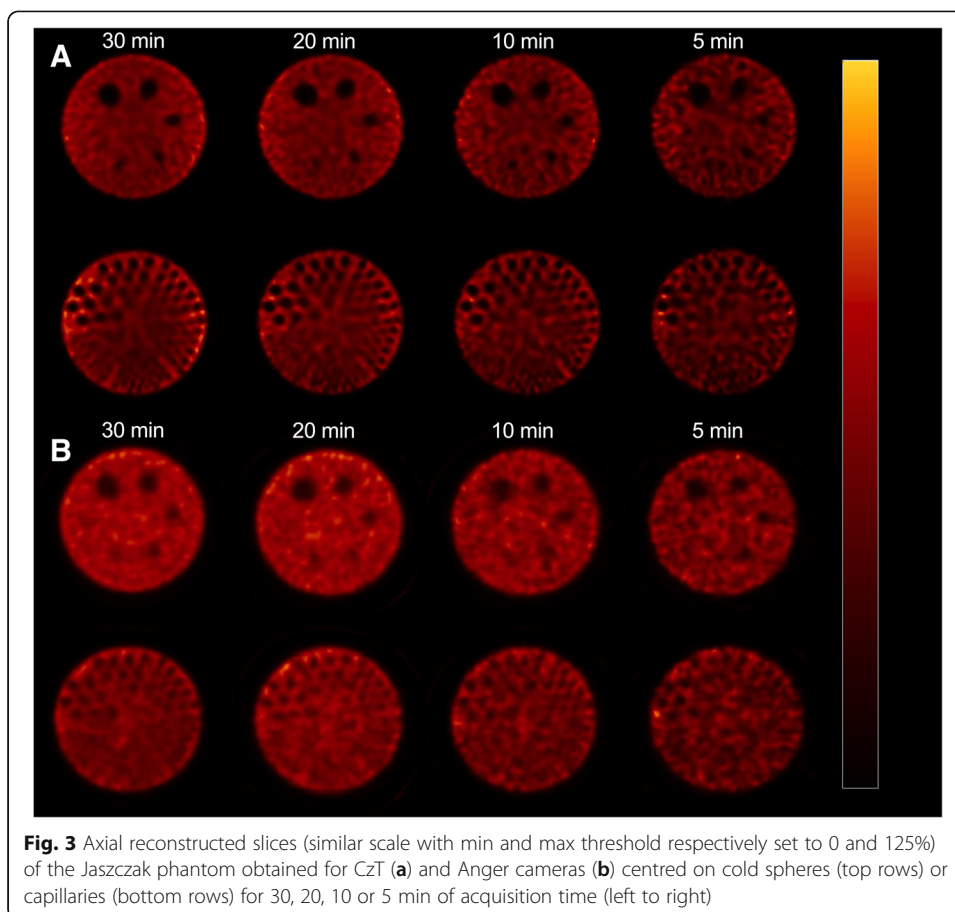 A
30 min 20 min 10 min 5 min
B
30 min 20 min 10 min 5 min
Fig. 3 Axial reconstructed slices (similar scale with min and max threshold respectively set to 0 and 125%)
of the Jaszczak phantom obtained for CzT (a) and Anger cameras (b) centred on cold spheres (top rows) or
capillaries (bottom rows) for 30, 20, 10 or 5 min of acquisition time (left to right)